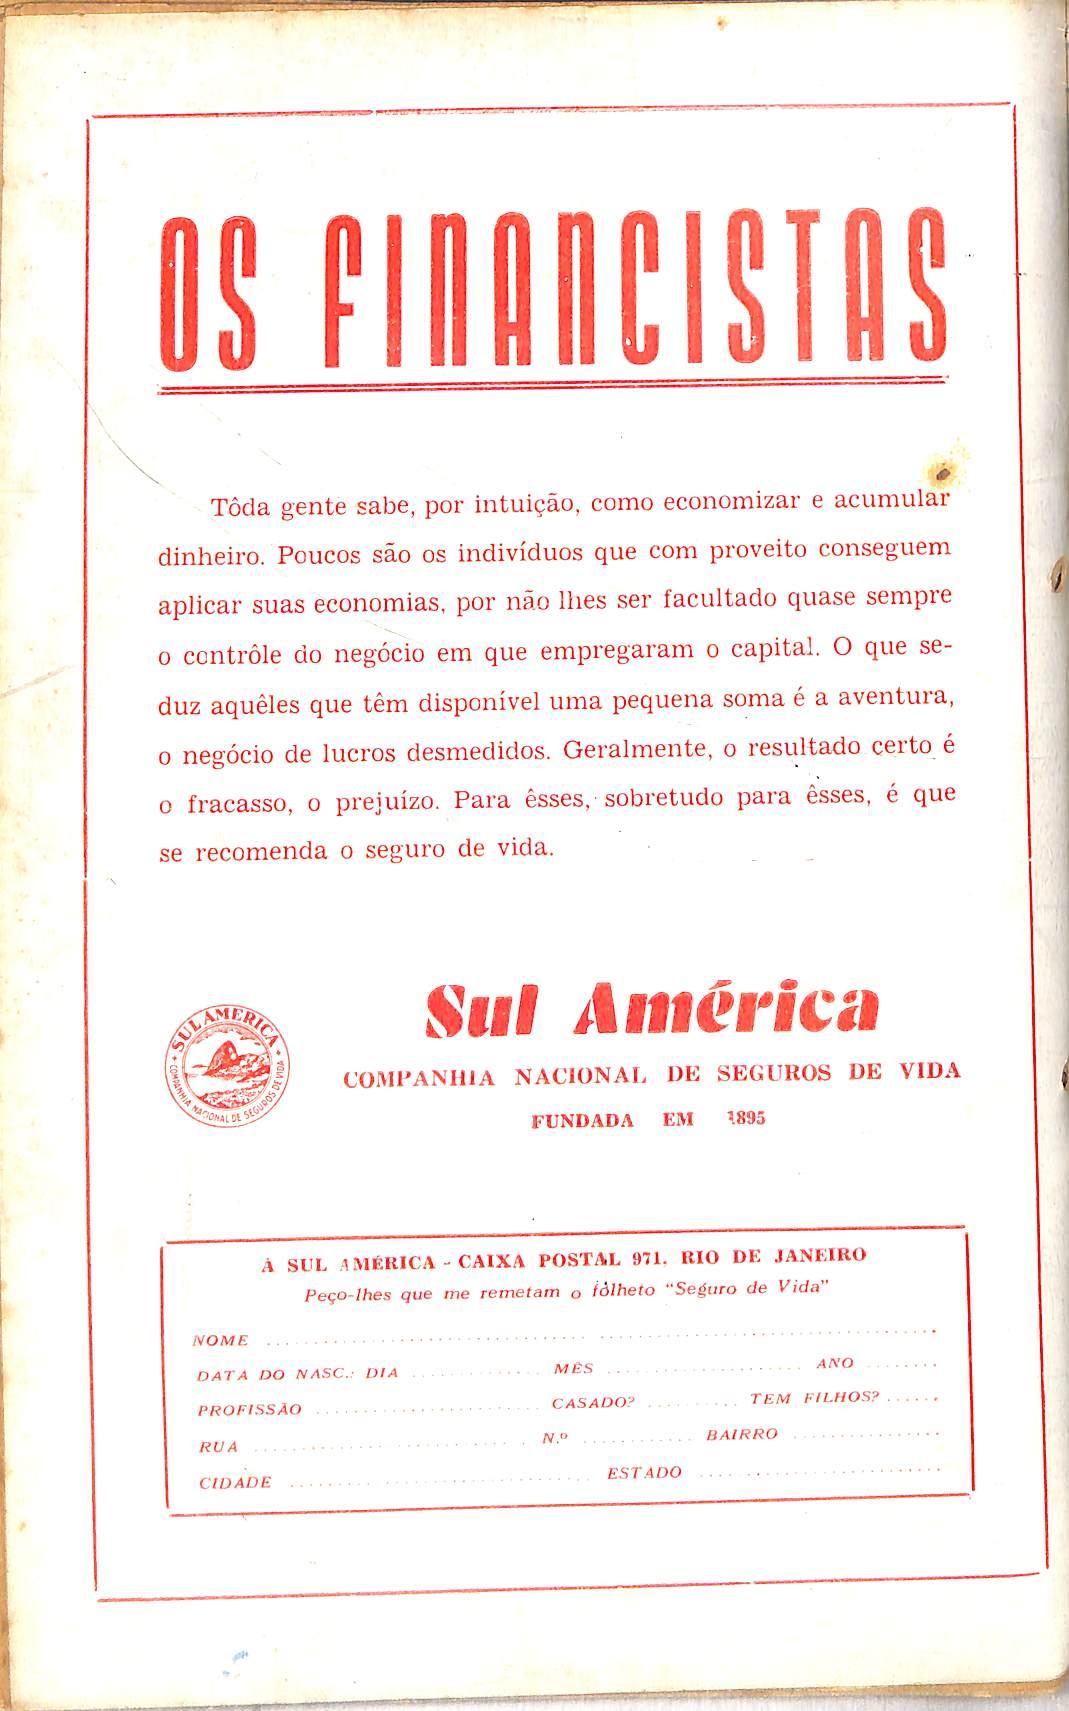 OS FINANCISTAS
Tôda gente sabe, por intuição, como economizar e acumular
dinheiro. Poucos são os indivíduos que com proveito conseguem
aplicar suas economias, por não lhes ser facultado quase sempre
o contrôle do negócio em que empregaram o capital. O que se-
duz aquêles que têm disponível uma pequena soma é a aventura,
o negócio de lucros desmedidos. Geralmente, o resultado certo é
o fracasso, o prejuízo. Para êsses, sobretudo para êsses, é que
se recomenda o seguro de vida.
SUL AMERICA
COMPANHIA NACIONAL DE SEGUROS DE VIDA
Sul América
COMPANHIA NACIONAL DE SEGUROS DE VIDA
FUNDADA EM 1895
À SUL AMÉRICA - CAIXA POSTAL 971, RIO DE JANEIRO
Peço-lhes que me remetam o fôlheto "Seguro de Vida"
NOME ........................................
DATA DO NASC.: DIA .............. MÊS .................... ANO ........
PROFISSÃO ........................ CASADO? .......... TEM FILHOS? ......
RUA .............................. N.º ............ BAIRRO ................
CIDADE ................................ ESTADO ..........................